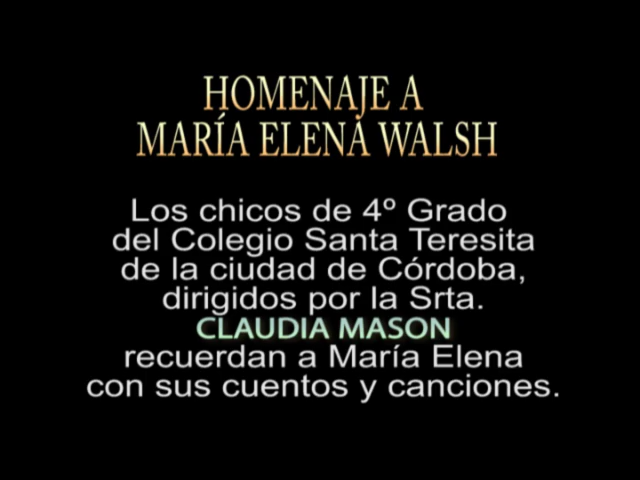 HOMENAJE A
MARÍA ELENA WALSH
Los chicos de 4º Grado
del Colegio Santa Teresita
de la ciudad de Córdoba,
dirigidos por la Srta.
CLAUDIA MASON
recuerdan a María Elena
con sus cuentos y canciones.